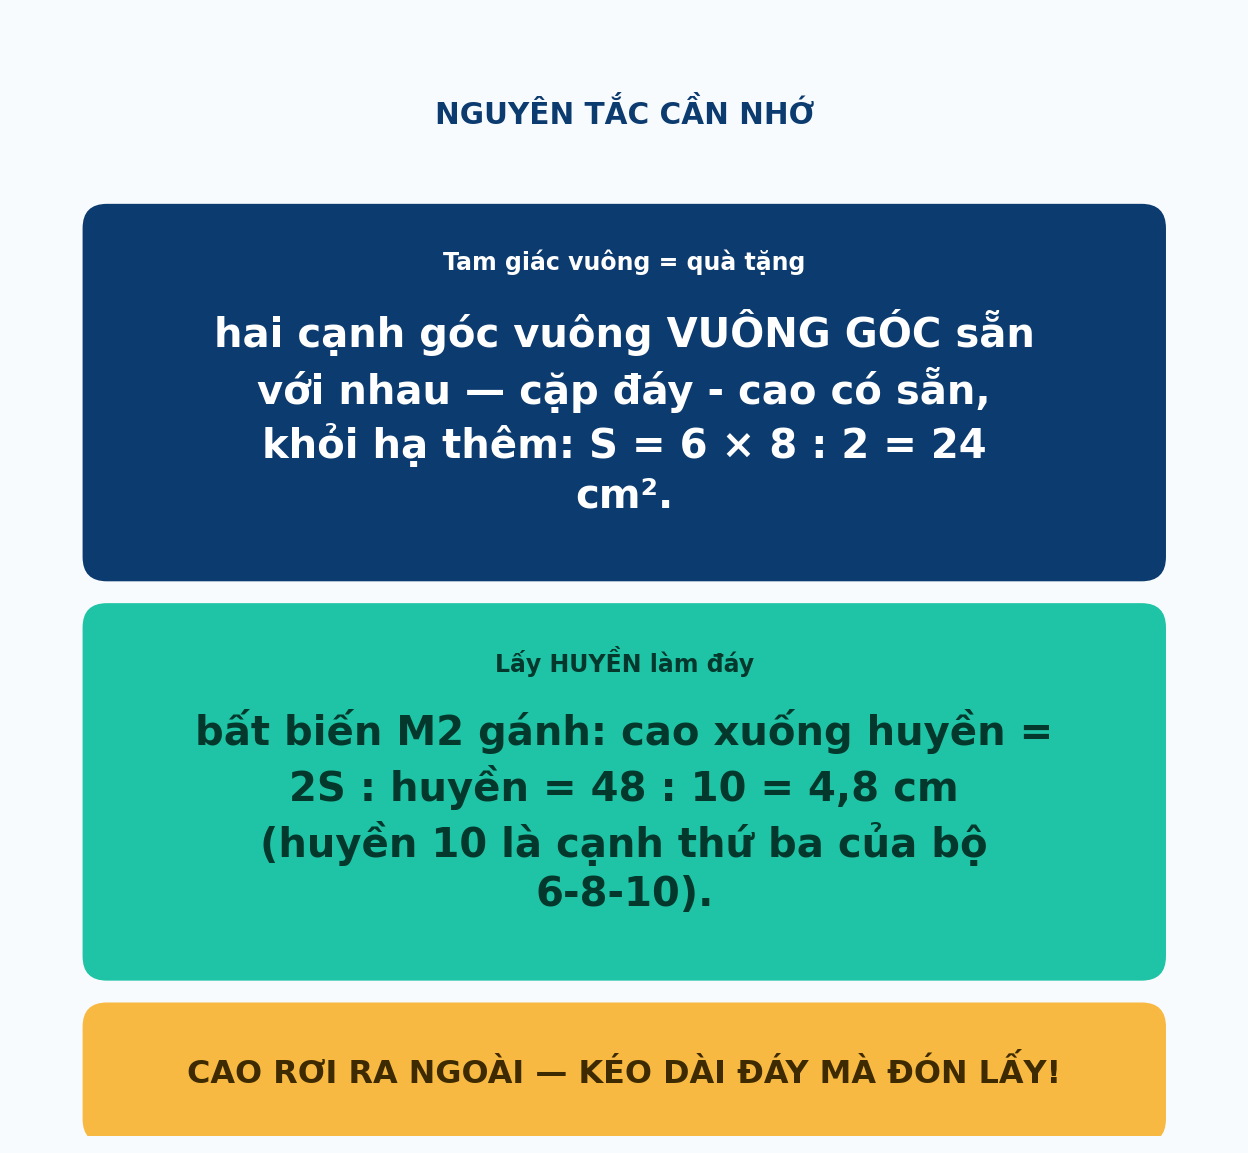 NGUYÊN TẮC CẦN NHỚ
Tam giác vuông = quà tặng
hai cạnh góc vuông VUÔNG GÓC sẵn
với nhau — cặp đáy - cao có sẵn,
khỏi hạ thêm: S = 6 × 8 : 2 = 24
cm².
Lấy HUYỀN làm đáy
bất biến M2 gánh: cao xuống huyền =
2S : huyền = 48 : 10 = 4,8 cm
(huyền 10 là cạnh thứ ba của bộ
6-8-10).
CAO RƠI RA NGOÀI — KÉO DÀI ĐÁY MÀ ĐÓN LẤY!